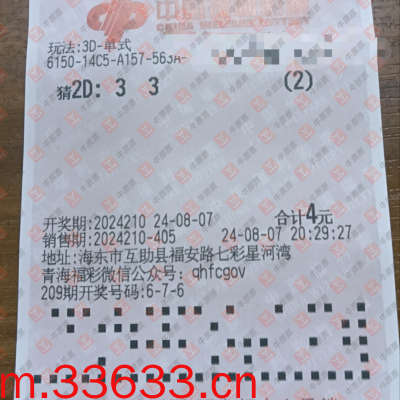 CHINA WELFARE LOTTERY
玩法:3D-单式
6150-14C5-A157-563A-
猜2D: 3 3 (2)
开奖期:2024210 24-08-07 合计4元
销售期:2024210-405 24-08-07 20:29:27
地址:海东市互助县福安路七彩星河湾
青海福彩微信公众号: qhfcgov
209期开奖号码:6-7-6
m.33633.cn